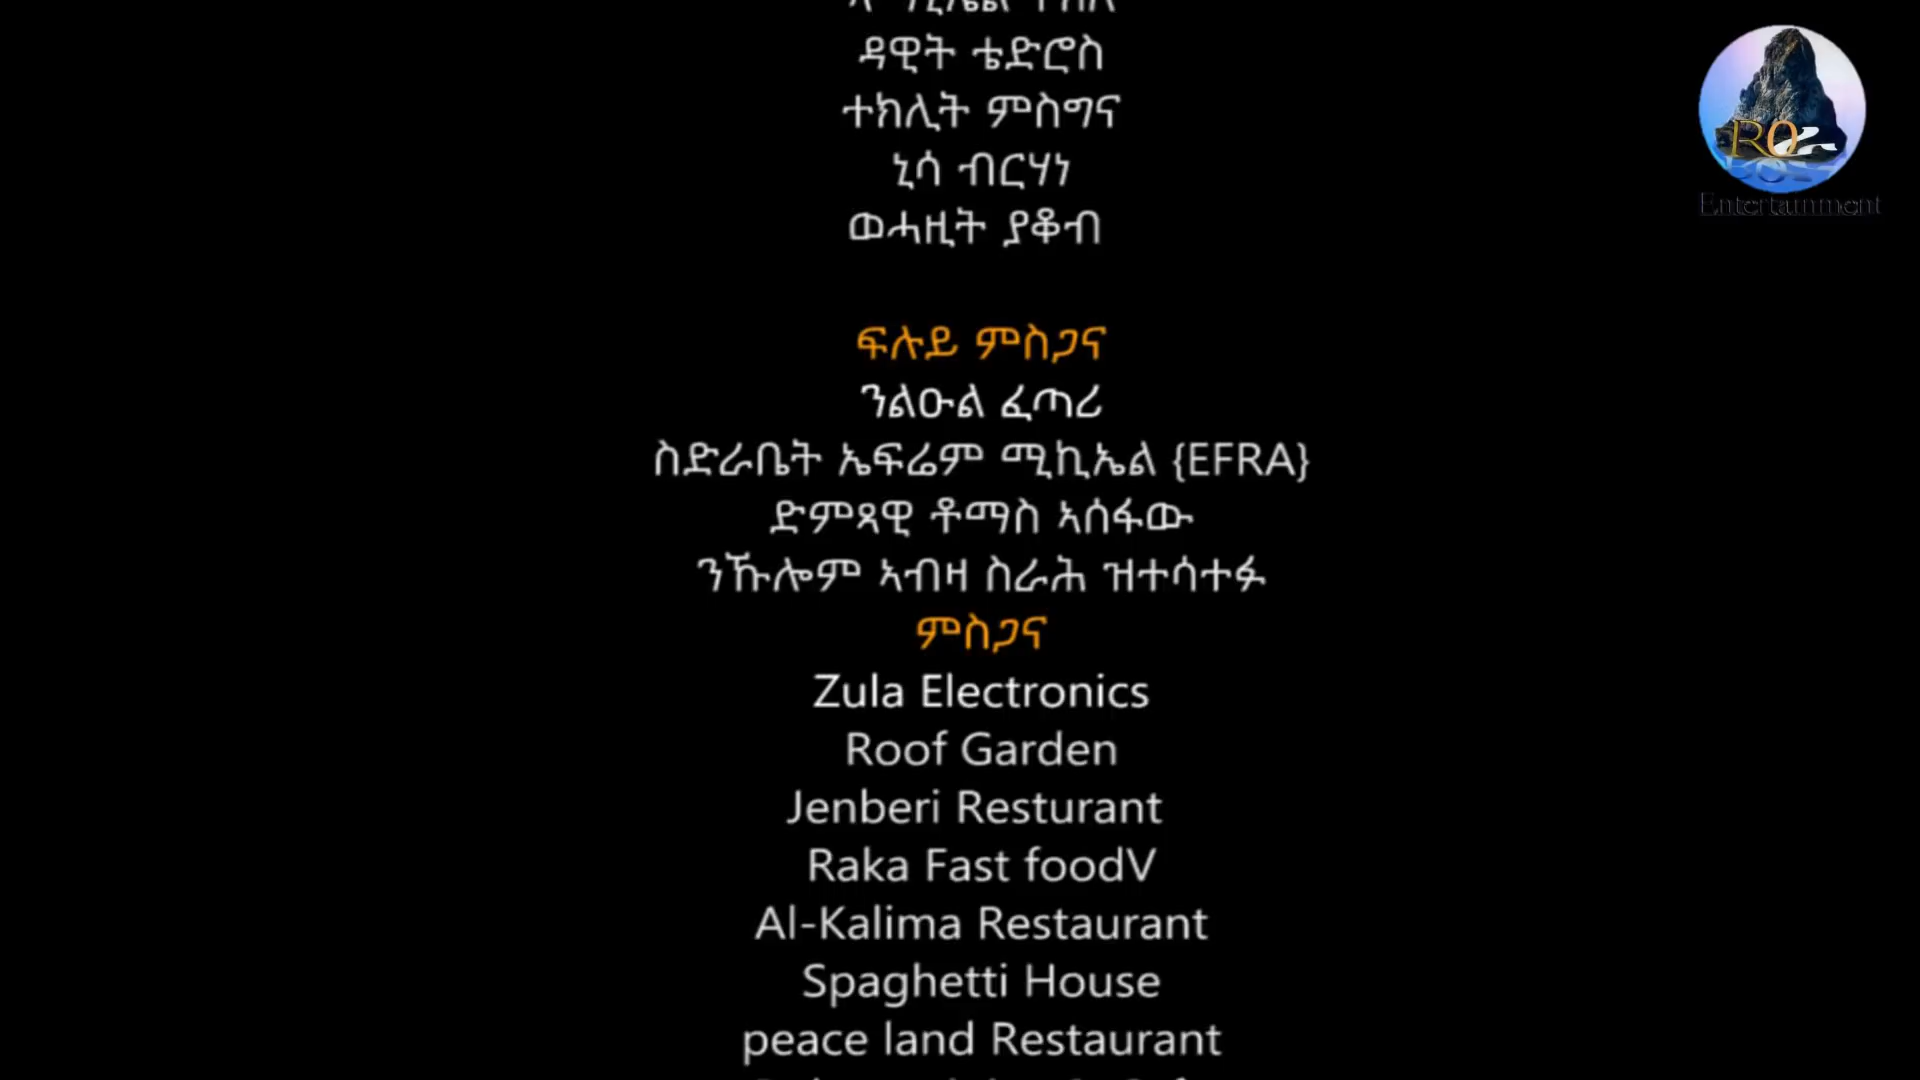 ዳዊት ቴድሮስ
ተክሊት ምስግና
ኒሳ ብርሃነ
ወሓዚት ያቆብ
ፍሉይ ምስጋና
ንልዑል ፈጣሪ
ስድራቤት ኤፍሬም ሚኪኤል {EFRA}
ድምጻዊ ቶማስ ኣሰፋው
ንኹሎም ኣብዛ ስራሕ ዝተሳተፉ
ምስጋና
Zula Electronics
Roof Garden
Jenberi Resturant
Raka Fast foodV
Al-Kalima Restaurant
Spaghetti House
peace land Restaurant
Entertainment